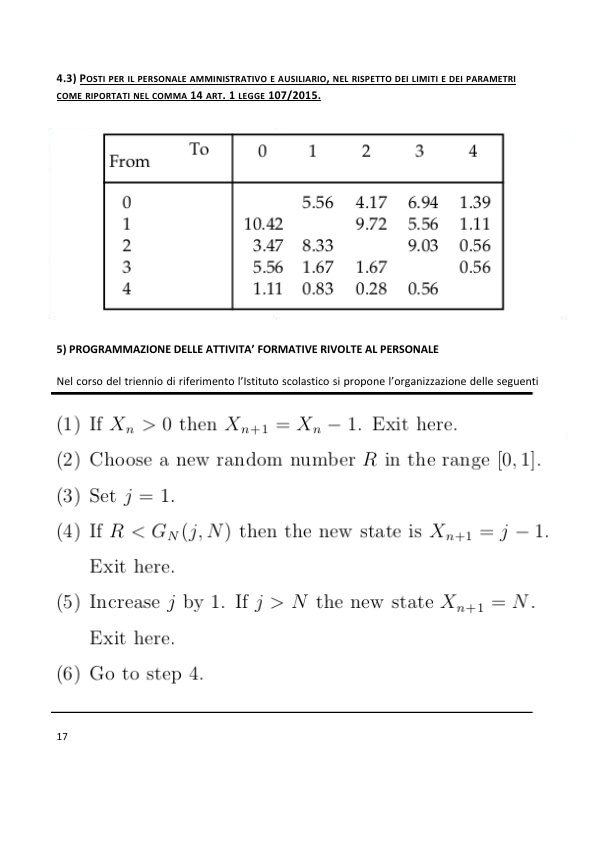 4.3) POSTI PER IL PERSONALE AMMINISTRATIVO E AUSILIARIO, NEL RISPETTO DEI LIMITI E DEI PARAMETRI
COME RIPORTATI NEL COMMA 14 ART. 1 LEGGE 107/2015.
From To 0 1 2 3 4
0 5.56 4.17 6.94 1.39
1 10.42 9.72 5.56 1.11
2 3.47 8.33 9.03 0.56
3 5.56 1.67 1.67 0.56
4 1.11 0.83 0.28 0.56
5) PROGRAMMAZIONE DELLE ATTIVITA’ FORMATIVE RIVOLTE AL PERSONALE
Nel corso del triennio di riferimento l’Istituto scolastico si propone l’organizzazione delle seguenti
(1) If Xₙ > 0 then Xₙ₊₁ = Xₙ − 1. Exit here.
(2) Choose a new random number R in the range [0, 1].
(3) Set j = 1.
(4) If R < G_N(j, N) then the new state is Xₙ₊₁ = j − 1.
Exit here.
(5) Increase j by 1. If j > N the new state Xₙ₊₁ = N.
Exit here.
(6) Go to step 4.
17